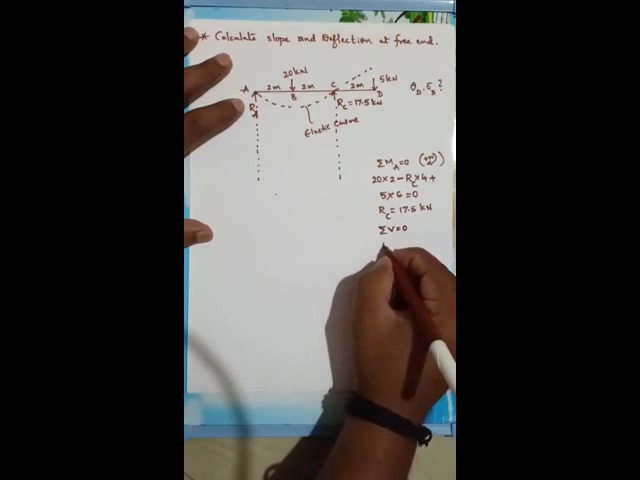 * Calculate slope and Deflection at free end.
20kN
5kN
A 2m 2m C 2m
B D
θD, δD ?
RA
RC = 17.5 kN
Elastic curve
ΣMA = 0 (+)
20 × 2 − RC × 4 +
5 × 6 = 0
RC = 17.5 kN
ΣV = 0